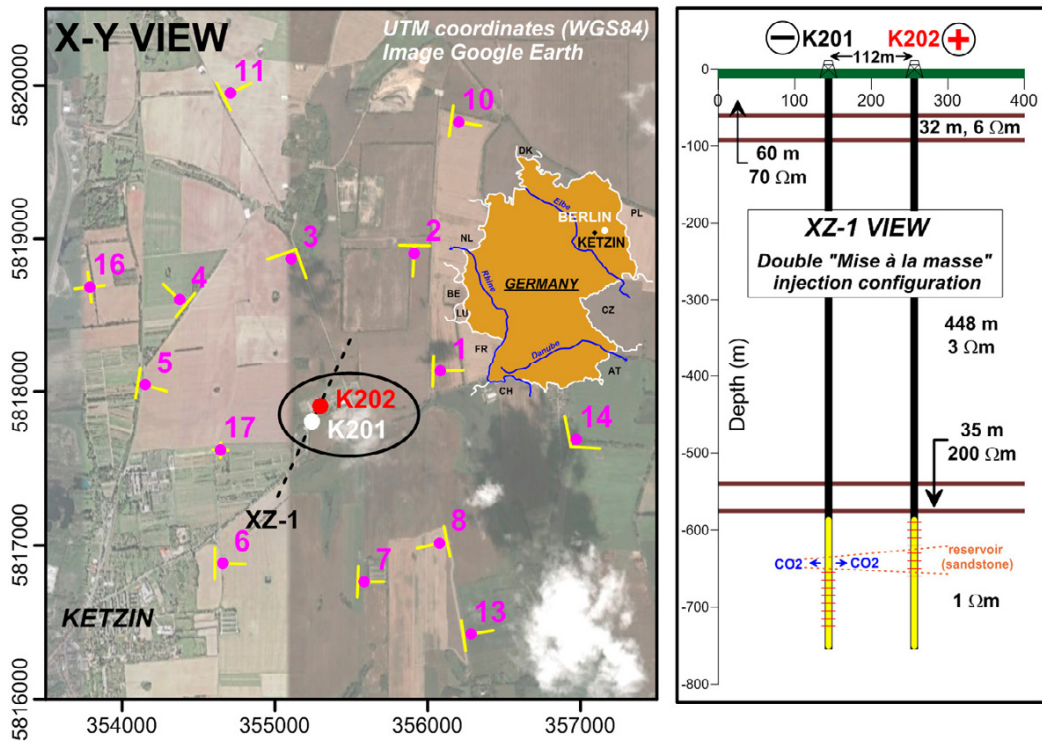 X-Y VIEW
UTM coordinates (WGS84)
Image Google Earth
11
10
3
2
16
4
5
1
14
17
K202
K201
XZ-1
6
8
7
13
KETZIN
DK
Elbe
PL
BERLIN
KETZIN
NL
Rhine
GERMANY
BE
LU
CZ
FR
Danube
AT
CH
5820000
5819000
5818000
5817000
5816000
354000
355000
356000
357000
K201
K202
112m
0
100
200
300
400
0
-100
-200
-300
-400
-500
-600
-700
-800
Depth (m)
32 m, 6 Ωm
60 m
70 Ωm
XZ-1 VIEW
Double "Mise à la masse"
injection configuration
448 m
3 Ωm
35 m
200 Ωm
CO2
CO2
reservoir
(sandstone)
1 Ωm